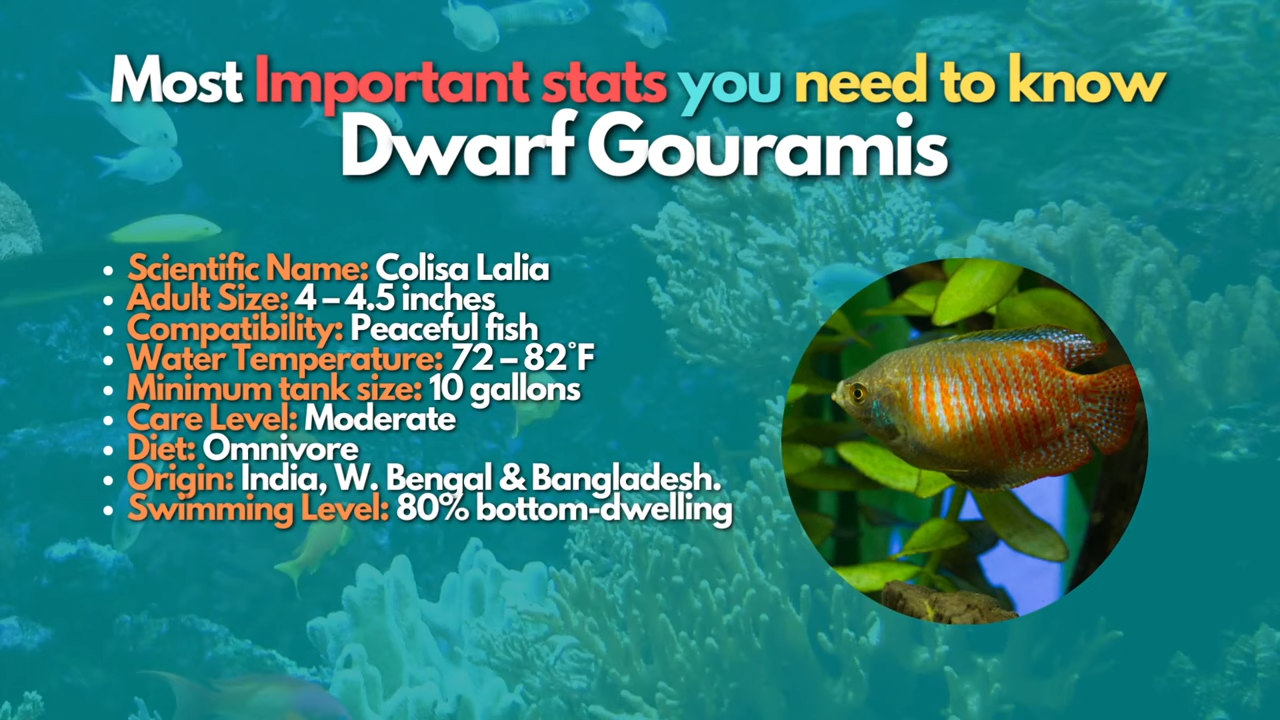 Most Important stats you need to know
Dwarf Gouramis
• Scientific Name: Colisa Lalia
• Adult Size: 4 – 4.5 inches
• Compatibility: Peaceful fish
• Water Temperature: 72 – 82°F
• Minimum tank size: 10 gallons
• Care Level: Moderate
• Diet: Omnivore
• Origin: India, W. Bengal & Bangladesh.
• Swimming Level: 80% bottom-dwelling